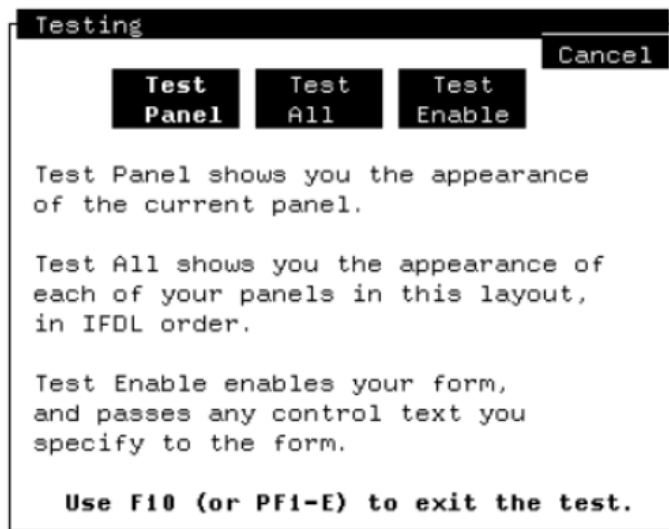 Testing
Cancel
Test Test Test
Panel All Enable
Test Panel shows you the appearance
of the current panel.
Test All shows you the appearance of
each of your panels in this layout,
in IFDL order.
Test Enable enables your form,
and passes any control text you
specify to the form.
Use F10 (or PF1-E) to exit the test.